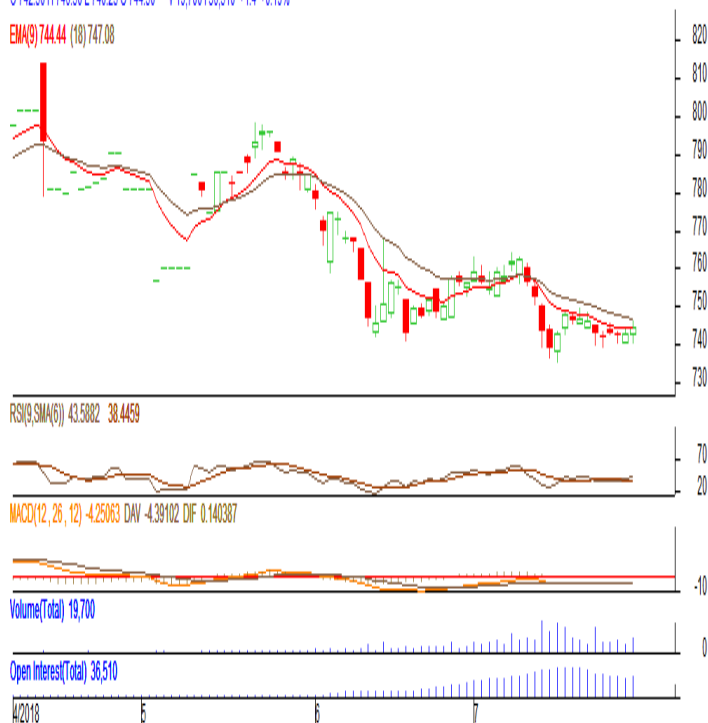 EMA(9) 744.44 (18) 747.08
820
810
800
790
780
770
760
750
740
730
RSI(9,SMA(6)) 43.5882 38.4459
70
20
MACD(12, 26, 12) -4.25063 DAV -4.39102 DIF 0.140387
-10
Volume(Total) 19,700
0
Open Interest(Total) 36,510
4/2018 5 6 7